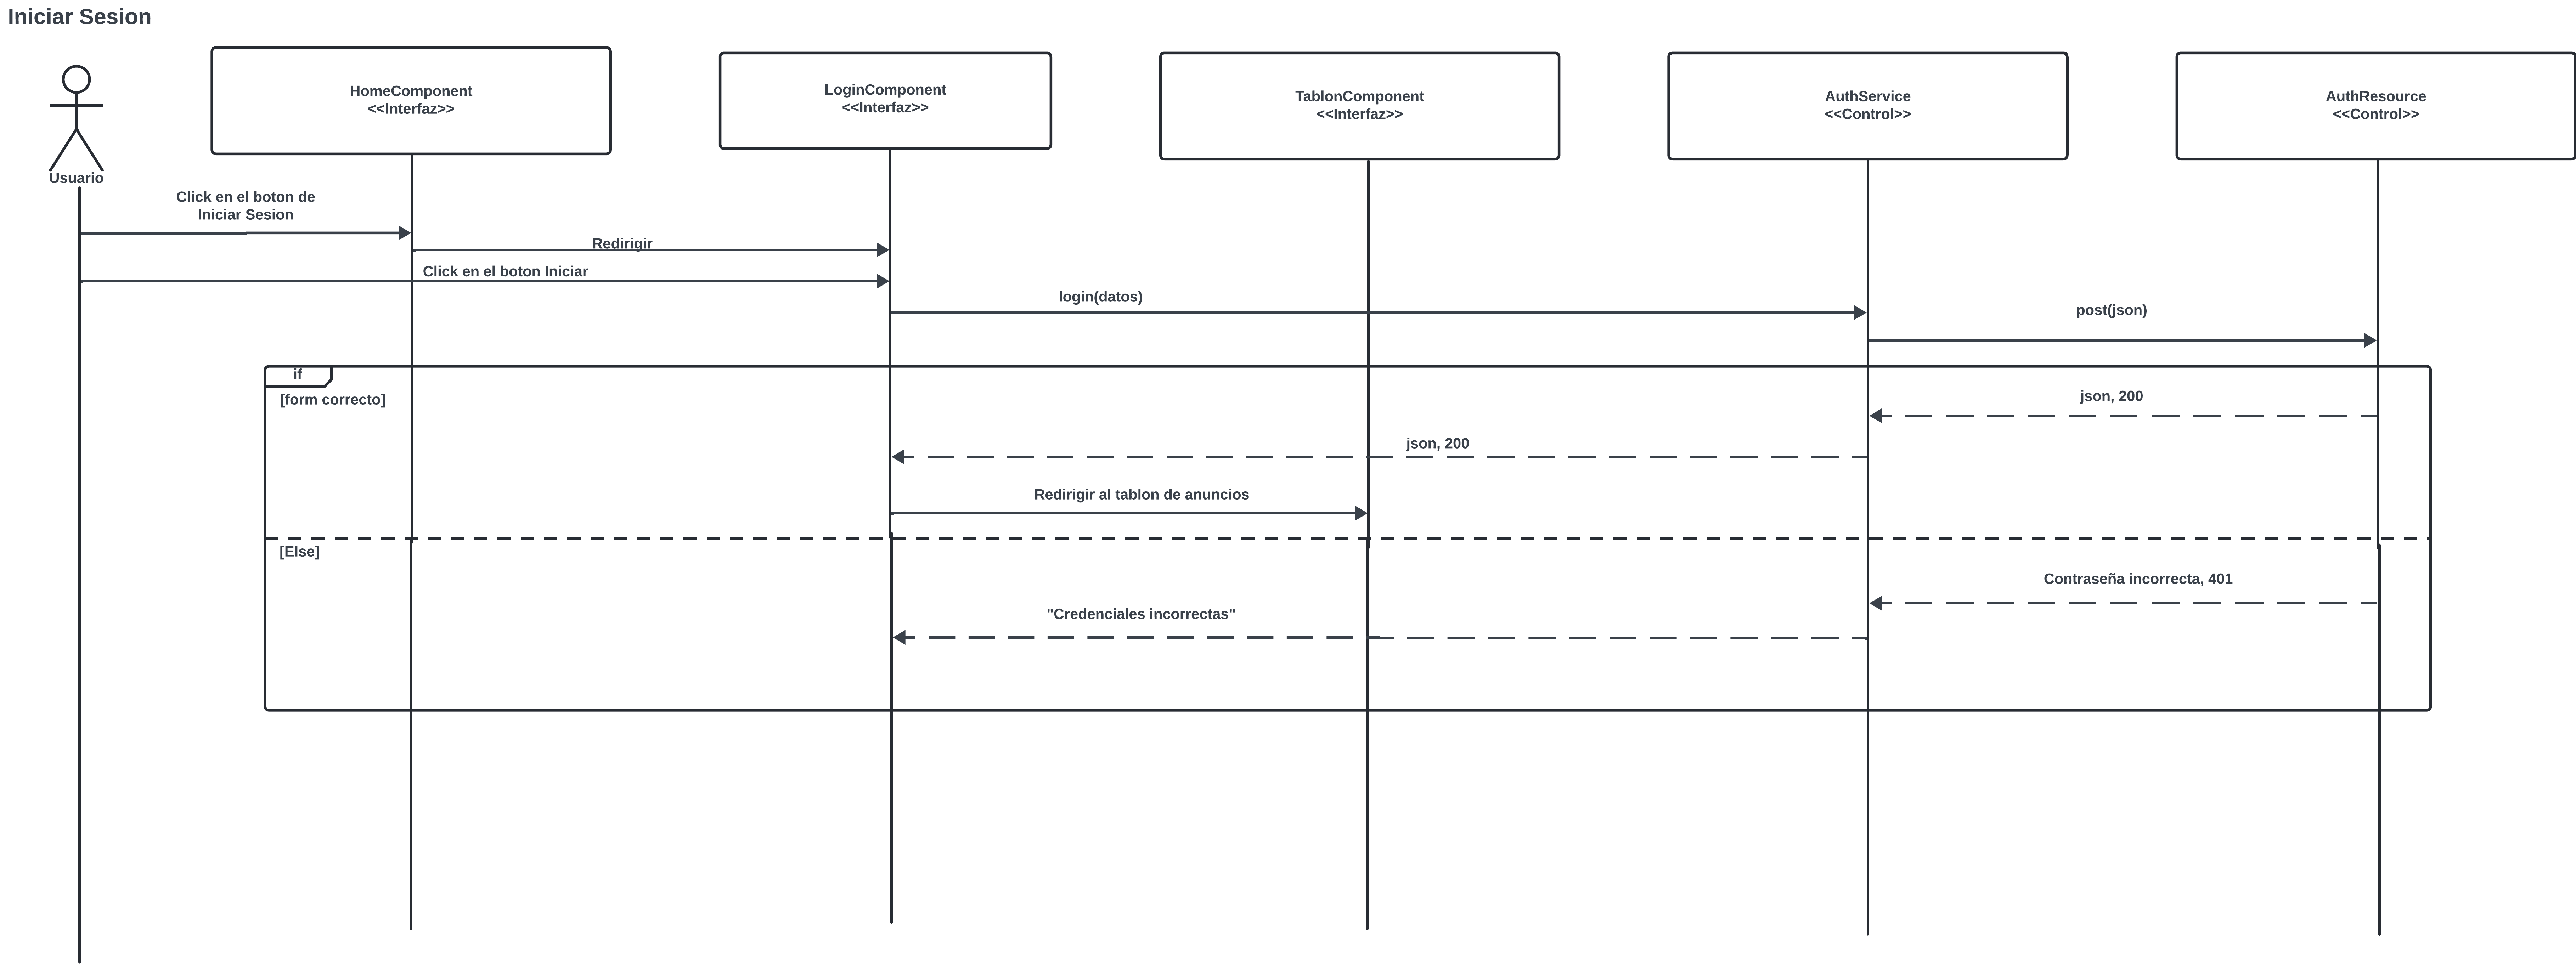 Iniciar Sesion
HomeComponent
<<Interfaz>>
LoginComponent
<<Interfaz>>
TablonComponent
<<Interfaz>>
AuthService
<<Control>>
AuthResource
<<Control>>
Usuario
Click en el boton de
Iniciar Sesion
Redirigir
Click en el boton Iniciar
login(datos)
post(json)
if
[form correcto]
json, 200
json, 200
Redirigir al tablon de anuncios
[Else]
Contraseña incorrecta, 401
"Credenciales incorrectas"